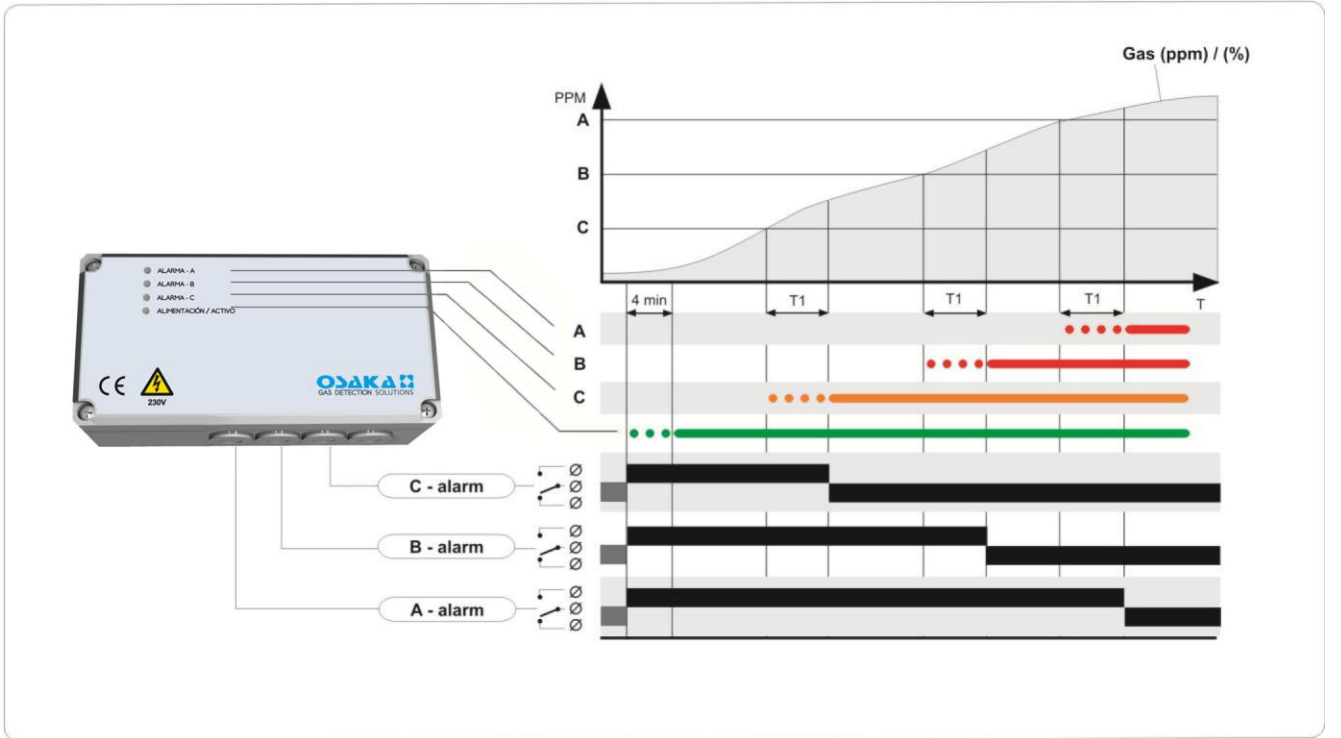 Gas (ppm) / (%)
PPM
A
B
C
4 min
T1
T1
T1
T
ALARMA - A
ALARMA - B
ALARMA - C
ALIMENTACIÓN / ACTIVO
CE
230V
OSAKA
GAS DETECTION SOLUTIONS
A
B
C
C - alarm
Ø
Ø
Ø
B - alarm
Ø
Ø
Ø
A - alarm
Ø
Ø
Ø